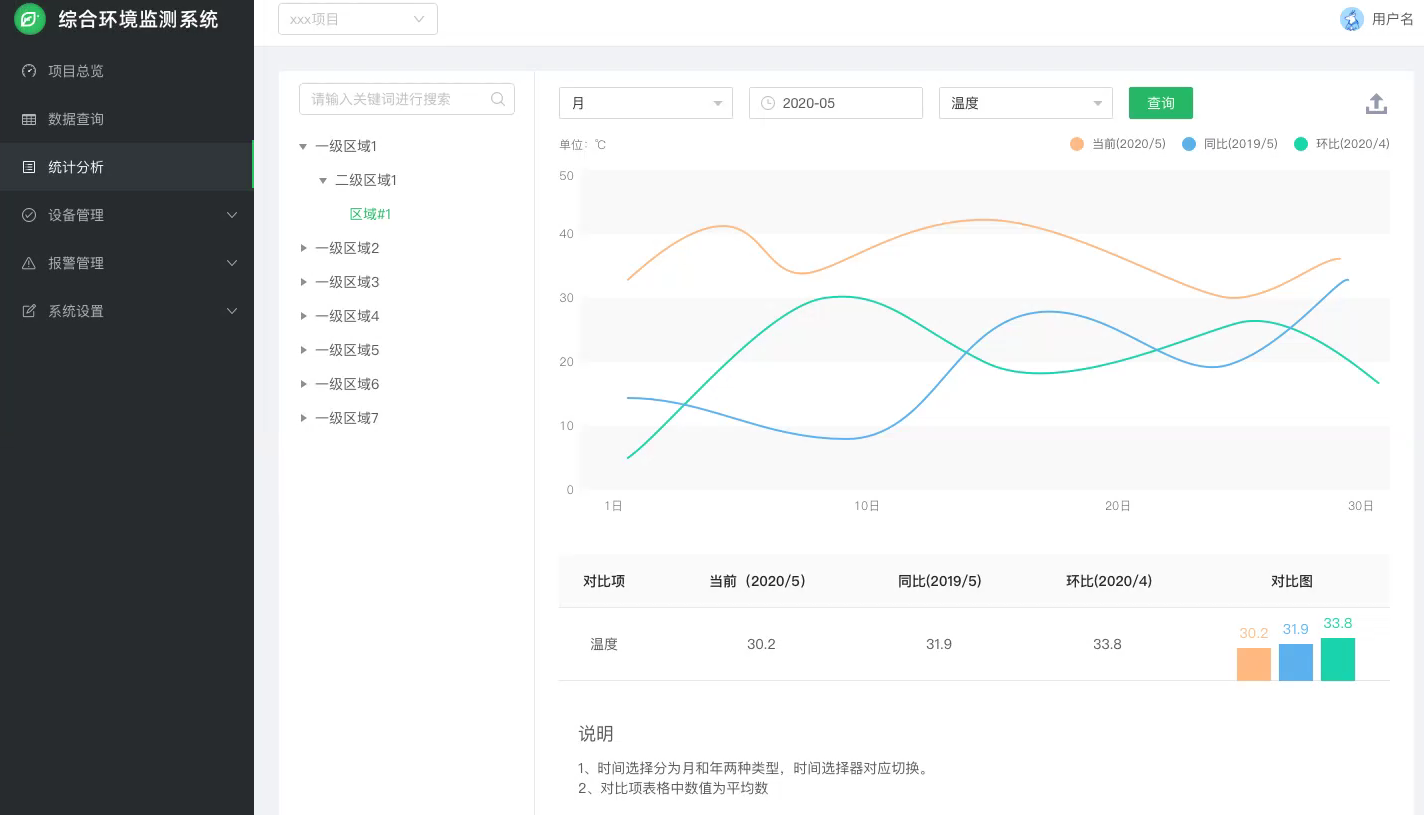 综合环境监测系统
xxx项目
用户名
项目总览
数据查询
统计分析
设备管理
报警管理
系统设置
请输入关键词进行搜索
一级区域1
二级区域1
区域#1
一级区域2
一级区域3
一级区域4
一级区域5
一级区域6
一级区域7
月
2020-05
温度
查询
单位：℃
当前(2020/5)
同比(2019/5)
环比(2020/4)
50
40
30
20
10
0
1日
10日
20日
30日
对比项 当前（2020/5） 同比(2019/5) 环比(2020/4) 对比图
温度 30.2 31.9 33.8
30.2 31.9 33.8
说明
1、时间选择分为月和年两种类型，时间选择器对应切换。
2、对比项表格中数值为平均数